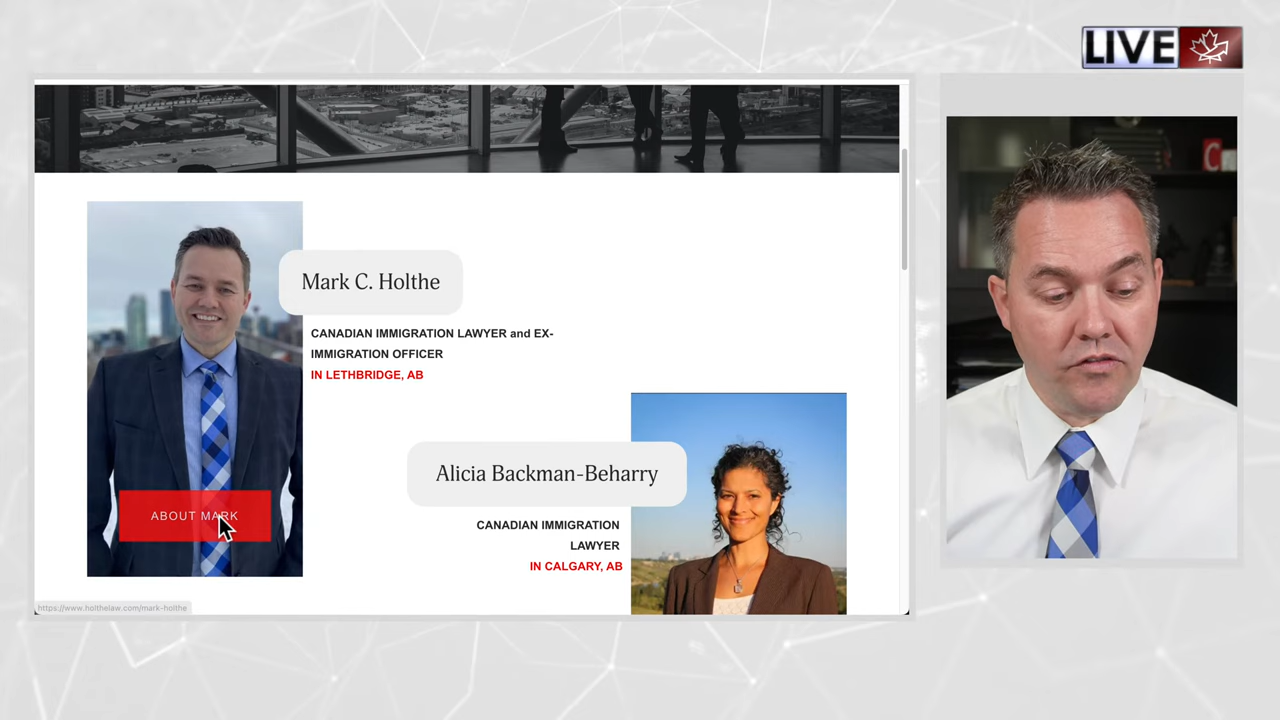 LIVE
Mark C. Holthe
CANADIAN IMMIGRATION LAWYER and EX-
IMMIGRATION OFFICER
IN LETHBRIDGE, AB
Alicia Backman-Beharry
CANADIAN IMMIGRATION
LAWYER
IN CALGARY, AB
ABOUT MARK
https://www.holthelaw.com/mark-holthe
C